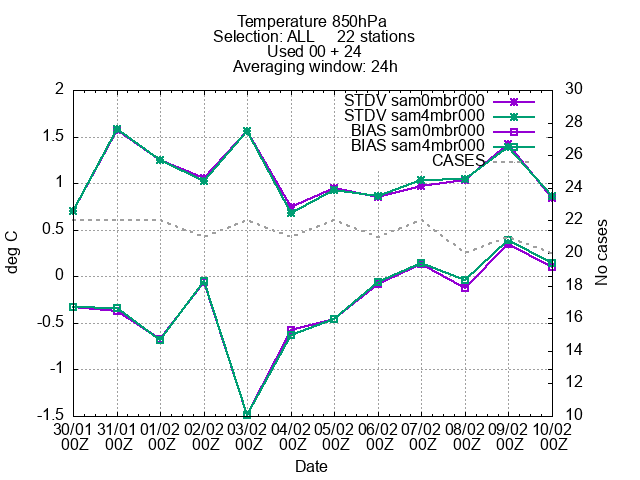 Temperature 850hPa
Selection: ALL     22 stations
Used 00 + 24
Averaging window: 24h
STDV sam0mbr000
STDV sam4mbr000
BIAS sam0mbr000
BIAS sam4mbr000
CASES
deg C
2
1.5
1
0.5
0
-0.5
-1
-1.5
30
28
26
24
22
20
18
16
14
12
10
No cases
30/01 31/01 01/02 02/02 03/02 04/02 05/02 06/02 07/02 08/02 09/02 10/02
00Z 00Z 00Z 00Z 00Z 00Z 00Z 00Z 00Z 00Z 00Z 00Z
Date